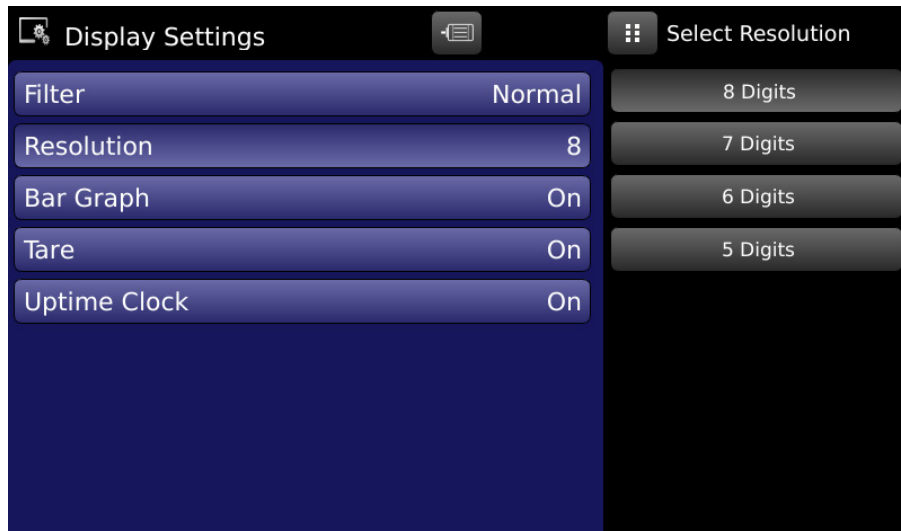 Display Settings
Filter Normal
Resolution 8
Bar Graph On
Tare On
Uptime Clock On
Select Resolution
8 Digits
7 Digits
6 Digits
5 Digits